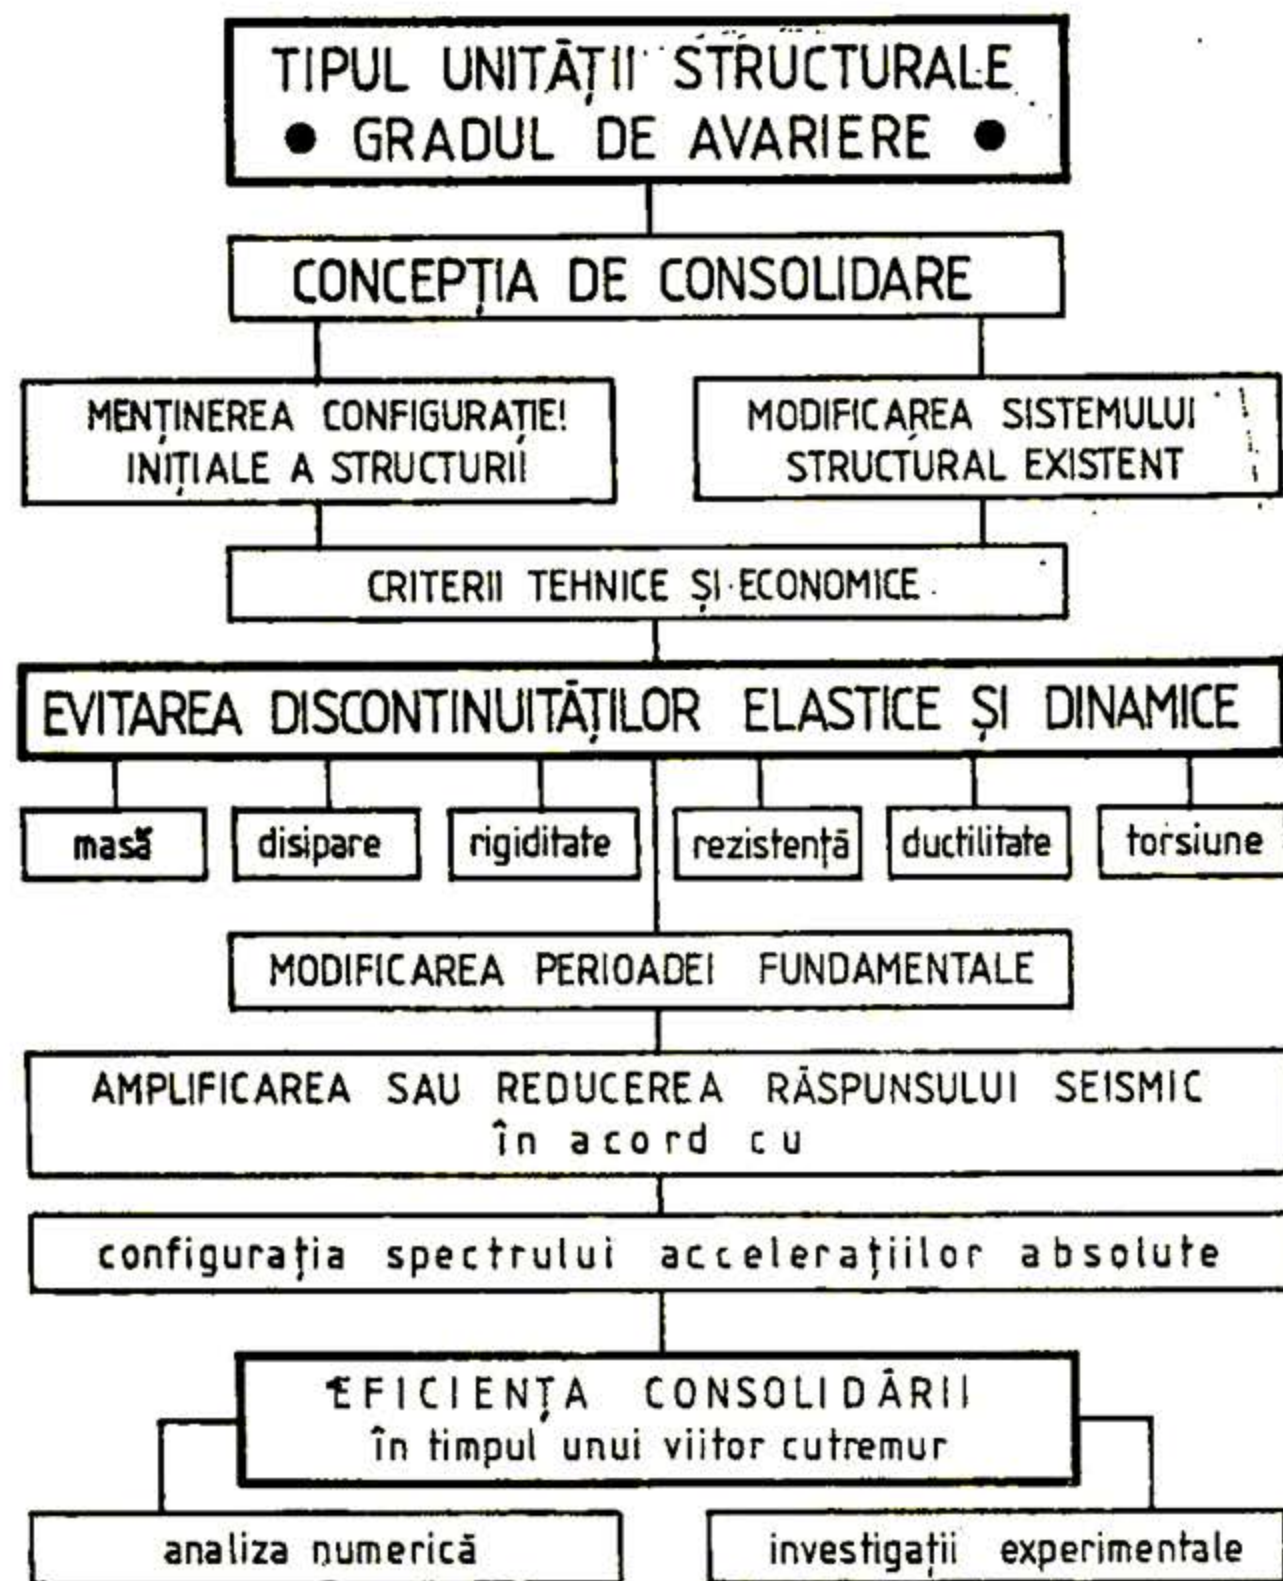 TIPUL UNITĂȚII STRUCTURALE
● GRADUL DE AVARIERE ●
CONCEPȚIA DE CONSOLIDARE
MENȚINEREA CONFIGURAȚIEI
INIȚIALE A STRUCTURII
MODIFICAREA SISTEMULUI
STRUCTURAL EXISTENT
CRITERII TEHNICE ȘI ECONOMICE
EVITAREA DISCONTINUITĂȚILOR ELASTICE ȘI DINAMICE
masă
disipare
rigiditate
rezistență
ductilitate
torsiune
MODIFICAREA PERIOADEI FUNDAMENTALE
AMPLIFICAREA SAU REDUCEREA RĂSPUNSULUI SEISMIC
în acord cu
configurația spectrului accelerațiilor absolute
EFICIENȚA CONSOLIDĂRII
în timpul unui viitor cutremur
analiza numerică
investigații experimentale